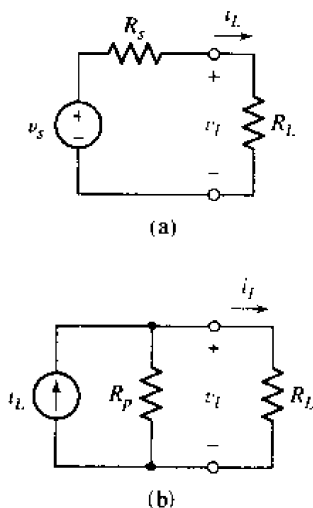 R_s i_L
+
v_s + − v_L R_L
−
(a)
i_L
+
i_L R_p v_L R_L
−
(b)